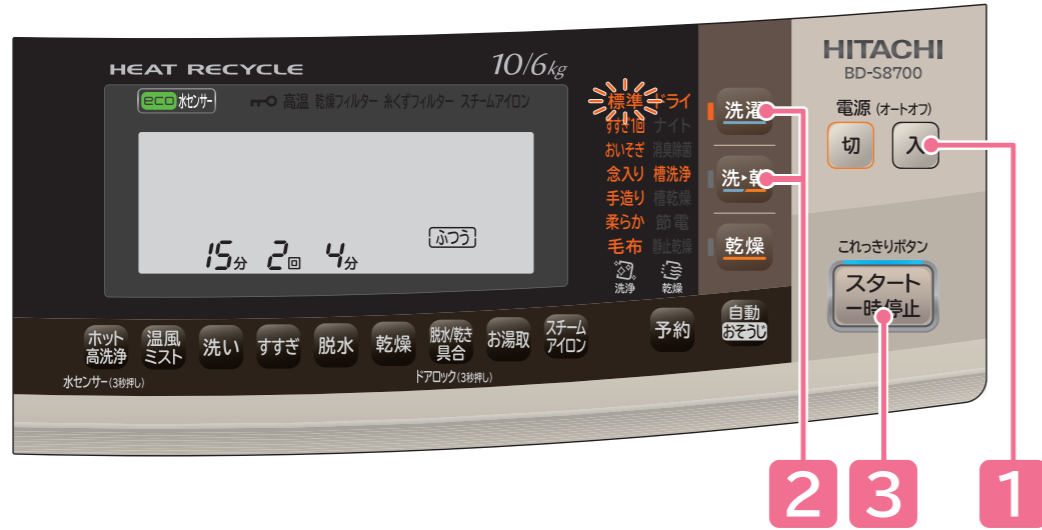 HEAT RECYCLE
10/6kg
eco 水センサー
高温 乾燥フィルター 糸くずフィルター スチームアイロン
15分 2回 4分
ふつう
標準 ドライ
すすぎ1回 ナイト
おいそぎ 消臭除菌
念入り 槽洗浄
手造り 槽乾燥
柔らか 節電
毛布 静止乾燥
洗浄 乾燥
洗濯
洗・乾
乾燥
HITACHI
BD-S8700
電源 (オートオフ)
切 入
これっきりボタン
スタート
一時停止
ホット
高洗浄
温風
ミスト
洗い
すすぎ
脱水
乾燥
脱水/乾き
具合
お湯取
スチーム
アイロン
予約
自動
おそうじ
水センサー(3秒押し)
ドアロック(3秒押し)
2 3 1